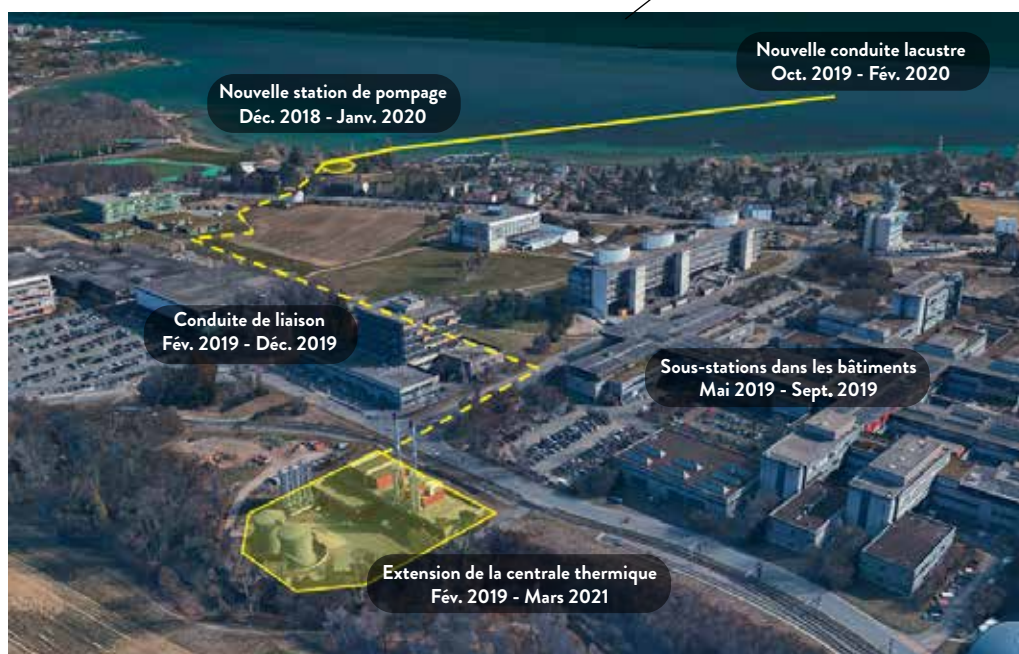 Nouvelle conduite lacustre
Oct. 2019 - Fév. 2020
Nouvelle station de pompage
Déc. 2018 - Janv. 2020
Conduite de liaison
Fév. 2019 - Déc. 2019
Sous-stations dans les bâtiments
Mai 2019 - Sept. 2019
Extension de la centrale thermique
Fév. 2019 - Mars 2021